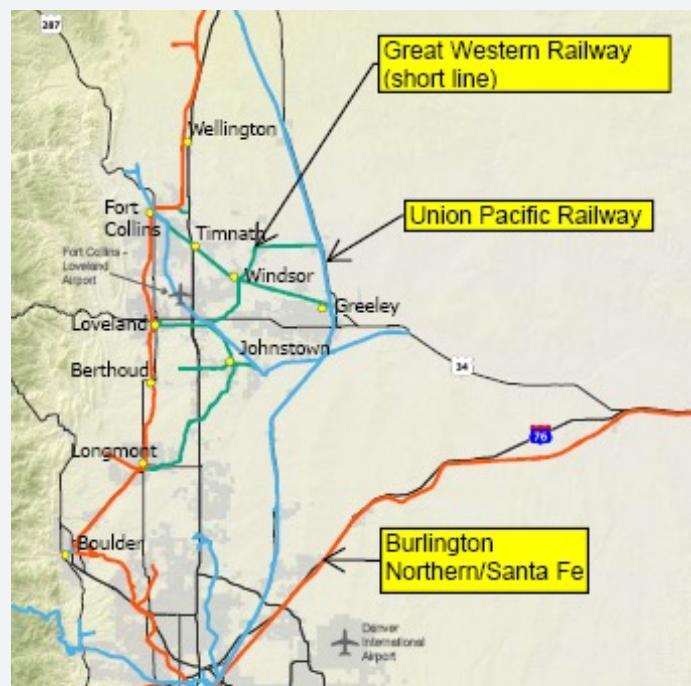 287
Great Western Railway
(short line)
Wellington
Fort
Collins
Union Pacific Railway
Timnath
Fort Collins -
Loveland
Airport
Windsor
Greeley
Loveland
Johnstown
Berthoud
34
76
Longmont
Boulder
Burlington
Northern/Santa Fe
Denver
International
Airport